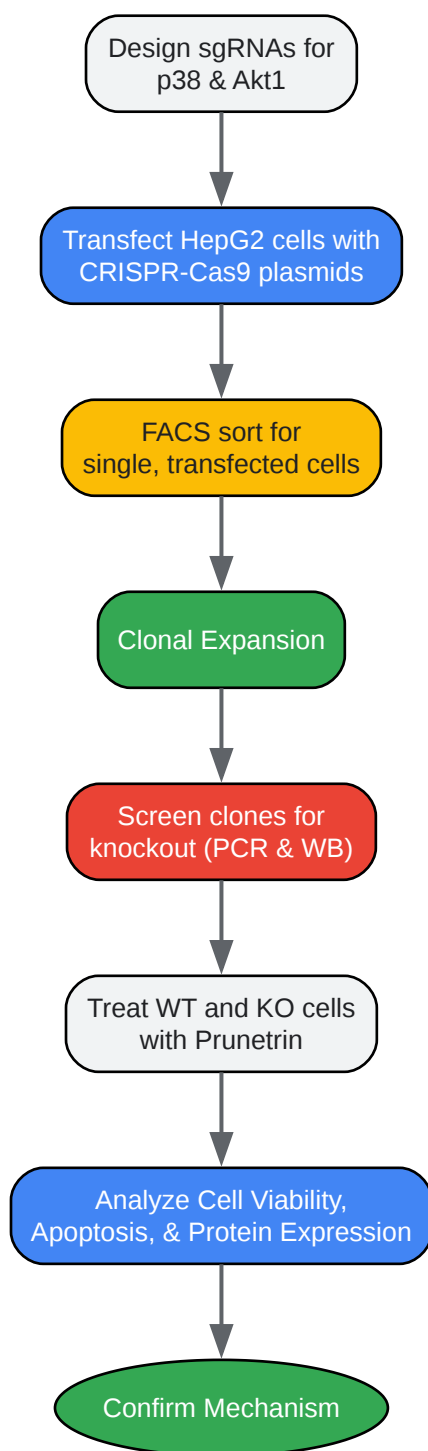 Design sgRNAs for
p38 & Akt1
Transfect HepG2 cells with
CRISPR-Cas9 plasmids
FACS sort for
single, transfected cells
Clonal Expansion
Screen clones for
knockout (PCR & WB)
Treat WT and KO cells
with Prunetrin
Analyze Cell Viability,
Apoptosis, & Protein Expression
Confirm Mechanism